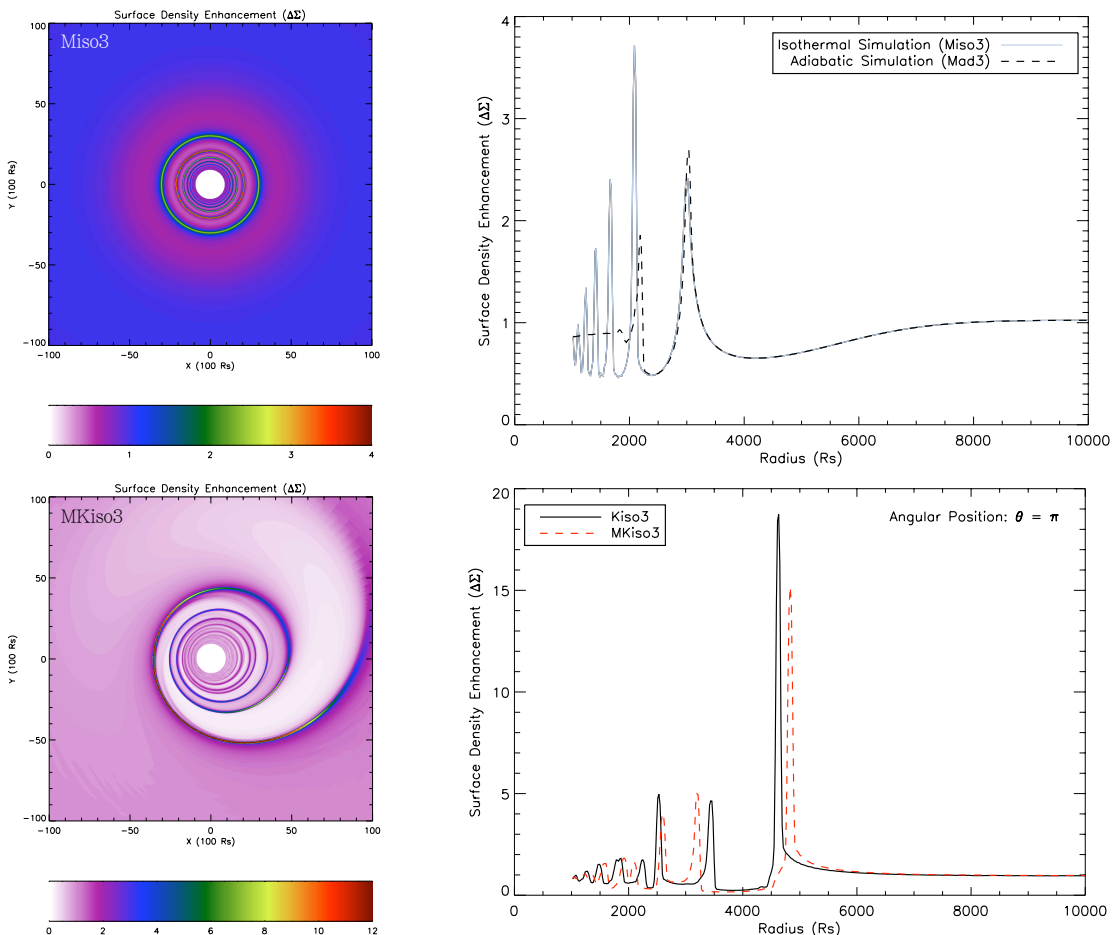 Surface Density Enhancement (ΔΣ)
Miso3
100
50
0
-50
-100
Y (100 Rs)
-100 -50 0 50 100
X (100 Rs)
0 1 2 3 4
Isothermal Simulation (Miso3)
Adiabatic Simulation (Mad3)
5
4
3
2
1
0
Surface Density Enhancement (ΔΣ)
0 2000 4000 6000 8000 10000
Radius (Rs)
Surface Density Enhancement (ΔΣ)
MKiso3
100
50
0
-50
-100
Y (100 Rs)
-100 -50 0 50 100
X (100 Rs)
0 2 4 6 8 10 12
Kiso3
MKiso3
Angular Position: θ = π
20
15
10
5
0
Surface Density Enhancement (ΔΣ)
0 2000 4000 6000 8000 10000
Radius (Rs)